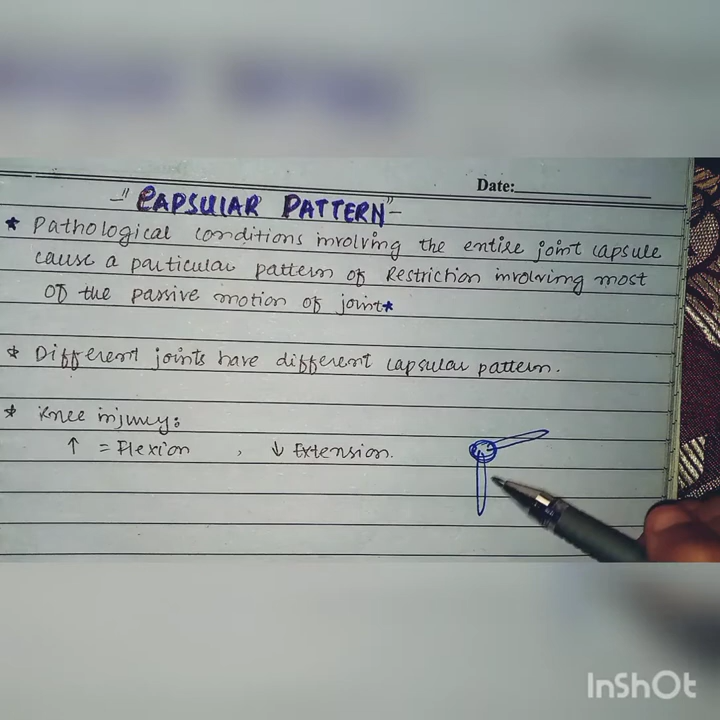 Date:
"CAPSULAR PATTERN"
* Pathological conditions involving the entire joint capsule
cause a particular pattern of Restriction involving most
of the passive motion of joint*
* Different joints have different capsular pattern.
* Knee injury:
↑ = Flexion , ↓ Extension.
InShOt